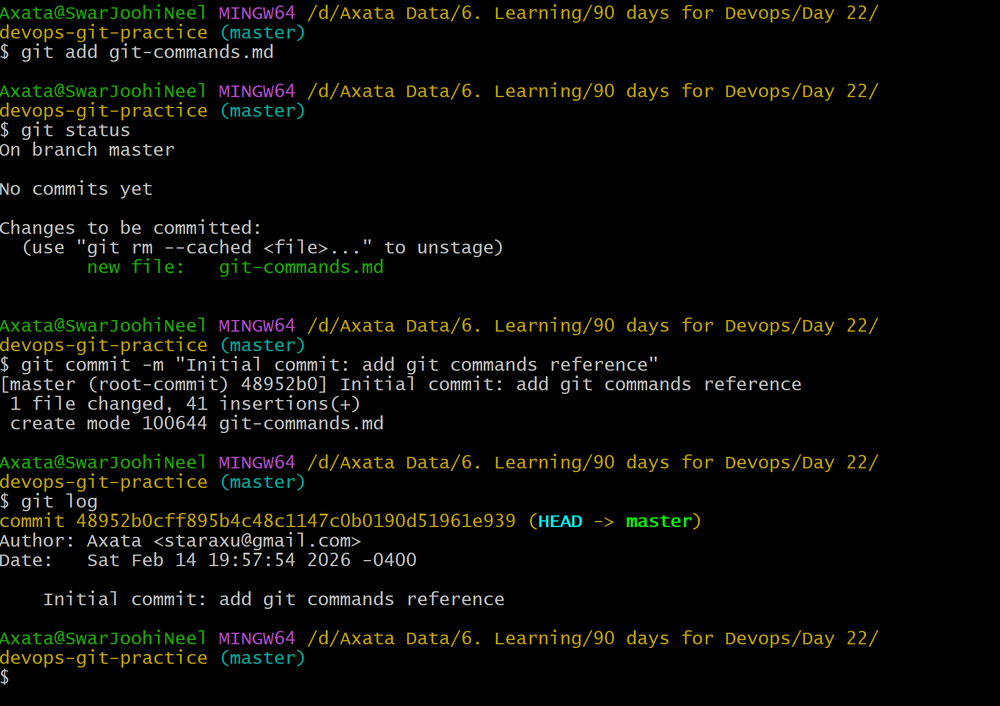 Axata@SwarJoohiNeel MINGW64 /d/Axata Data/6. Learning/90 days for Devops/Day 22/
devops-git-practice (master)
$ git add git-commands.md
Axata@SwarJoohiNeel MINGW64 /d/Axata Data/6. Learning/90 days for Devops/Day 22/
devops-git-practice (master)
$ git status
On branch master
No commits yet
Changes to be committed:
  (use "git rm --cached <file>..." to unstage)
        new file:   git-commands.md
Axata@SwarJoohiNeel MINGW64 /d/Axata Data/6. Learning/90 days for Devops/Day 22/
devops-git-practice (master)
$ git commit -m "Initial commit: add git commands reference"
[master (root-commit) 48952b0] Initial commit: add git commands reference
 1 file changed, 41 insertions(+)
 create mode 100644 git-commands.md
Axata@SwarJoohiNeel MINGW64 /d/Axata Data/6. Learning/90 days for Devops/Day 22/
devops-git-practice (master)
$ git log
commit 48952b0cff895b4c48c1147c0b0190d51961e939 (HEAD -> master)
Author: Axata <staraxu@gmail.com>
Date:   Sat Feb 14 19:57:54 2026 -0400
    Initial commit: add git commands reference
Axata@SwarJoohiNeel MINGW64 /d/Axata Data/6. Learning/90 days for Devops/Day 22/
devops-git-practice (master)
$